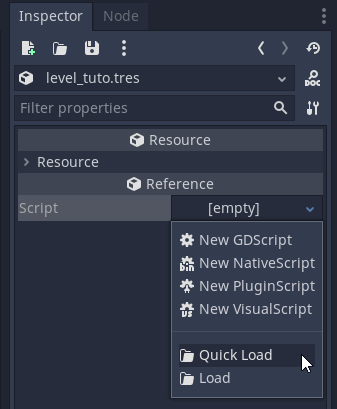 Inspector Node
level_tuto.tres
DOC
Filter properties
Resource
Resource
Reference
Script [empty]
New GDScript
New NativeScript
New PluginScript
New VisualScript
Quick Load
Load